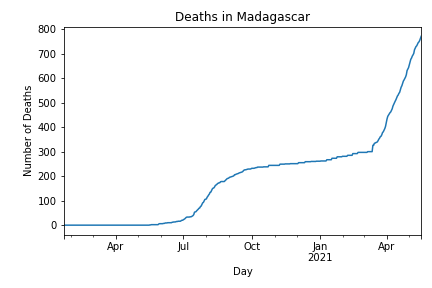 Deaths in Madagascar
Number of Deaths
800
700
600
500
400
300
200
100
0
Apr
Jul
Oct
Jan
2021
Apr
Day